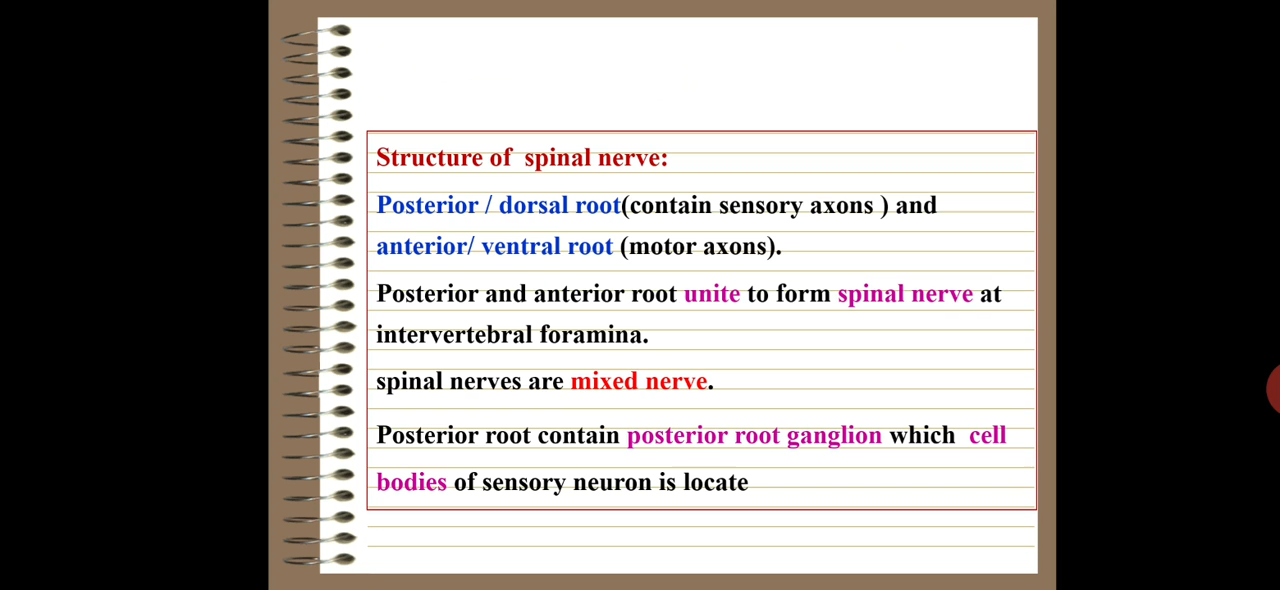 Structure of  spinal nerve:
Posterior / dorsal root(contain sensory axons ) and
anterior/ ventral root (motor axons).
Posterior and anterior root unite to form spinal nerve at
intervertebral foramina.
spinal nerves are mixed nerve.
Posterior root contain posterior root ganglion which  cell
bodies of sensory neuron is locate